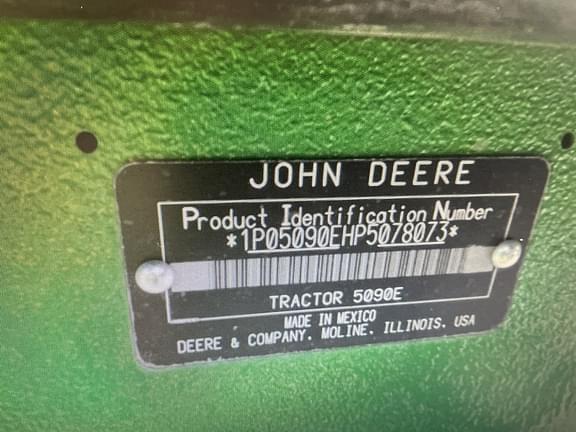 JOHN DEERE
Product Identification Number
*1P05090EHP5078073*
TRACTOR 5090E
MADE IN MEXICO
DEERE & COMPANY, MOLINE, ILLINOIS, USA